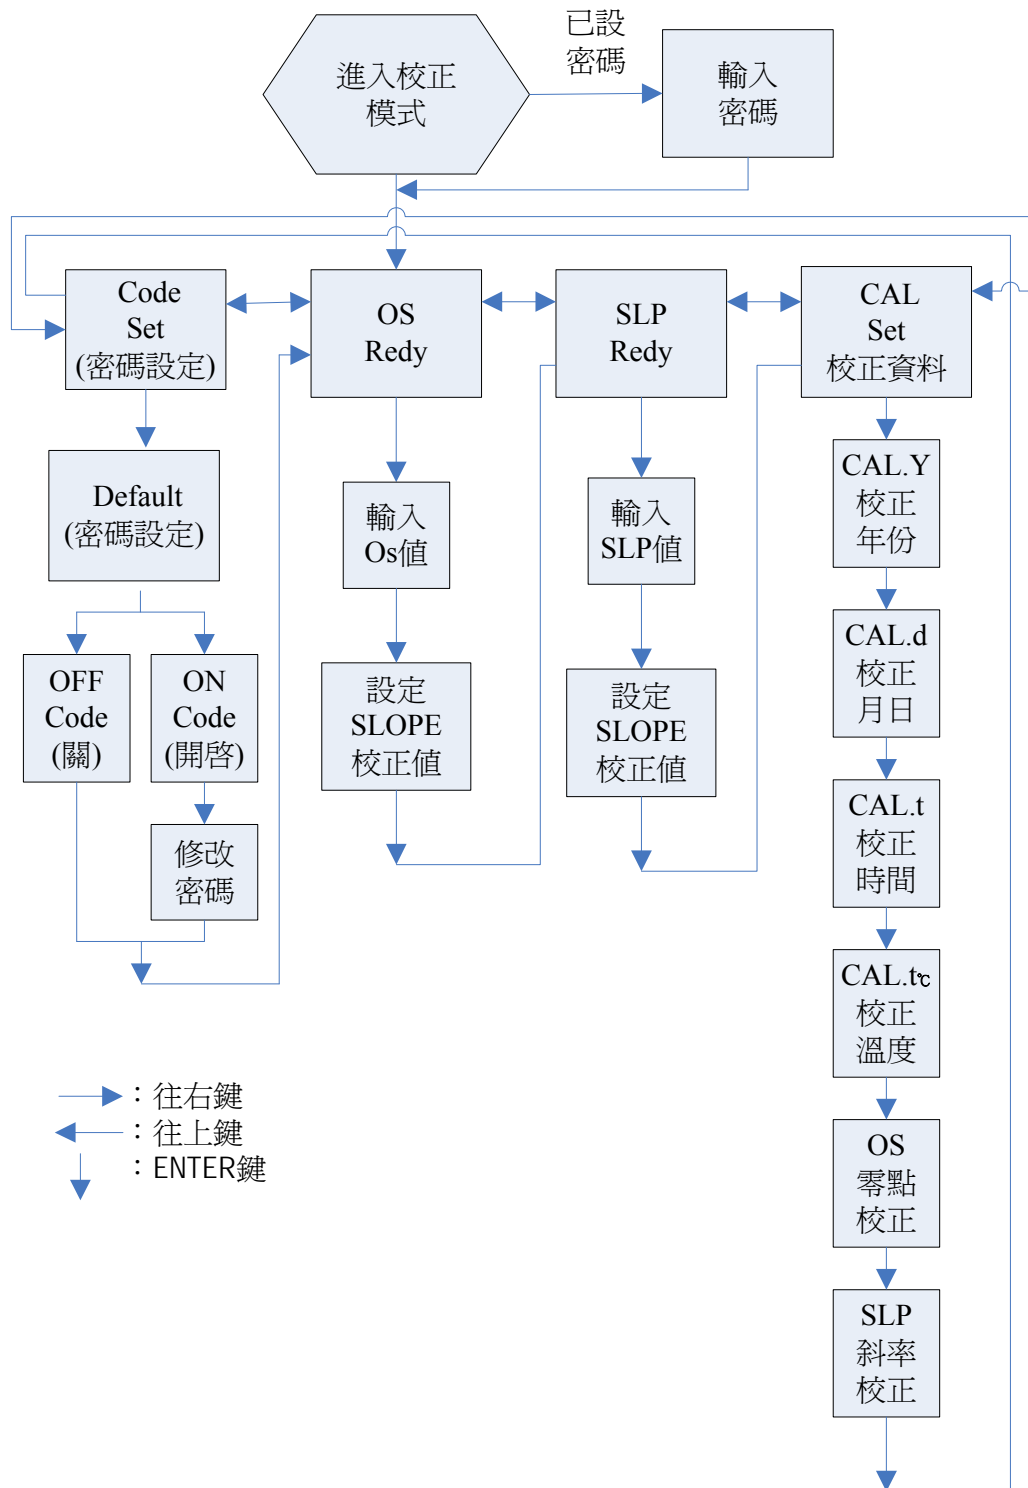 進入校正
模式
已設
密碼
輸入
密碼
Code
Set
(密碼設定)
OS
Redy
SLP
Redy
CAL
Set
校正資料
Default
(密碼設定)
OFF
Code
(關)
ON
Code
(開啓)
修改
密碼
輸入
Os值
設定
SLOPE
校正值
輸入
SLP值
設定
SLOPE
校正值
CAL.Y
校正
年份
CAL.d
校正
月日
CAL.t
校正
時間
CAL.t℃
校正
溫度
OS
零點
校正
SLP
斜率
校正
：往右鍵
：往上鍵
：ENTER鍵